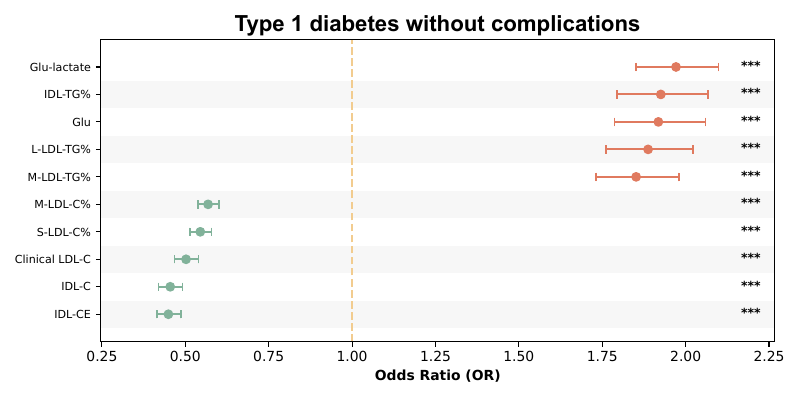 Type 1 diabetes without complications
Glu-lactate ***
IDL-TG% ***
Glu ***
L-LDL-TG% ***
M-LDL-TG% ***
M-LDL-C% ***
S-LDL-C% ***
Clinical LDL-C ***
IDL-C ***
IDL-CE ***
0.25 0.50 0.75 1.00 1.25 1.50 1.75 2.00 2.25
Odds Ratio (OR)